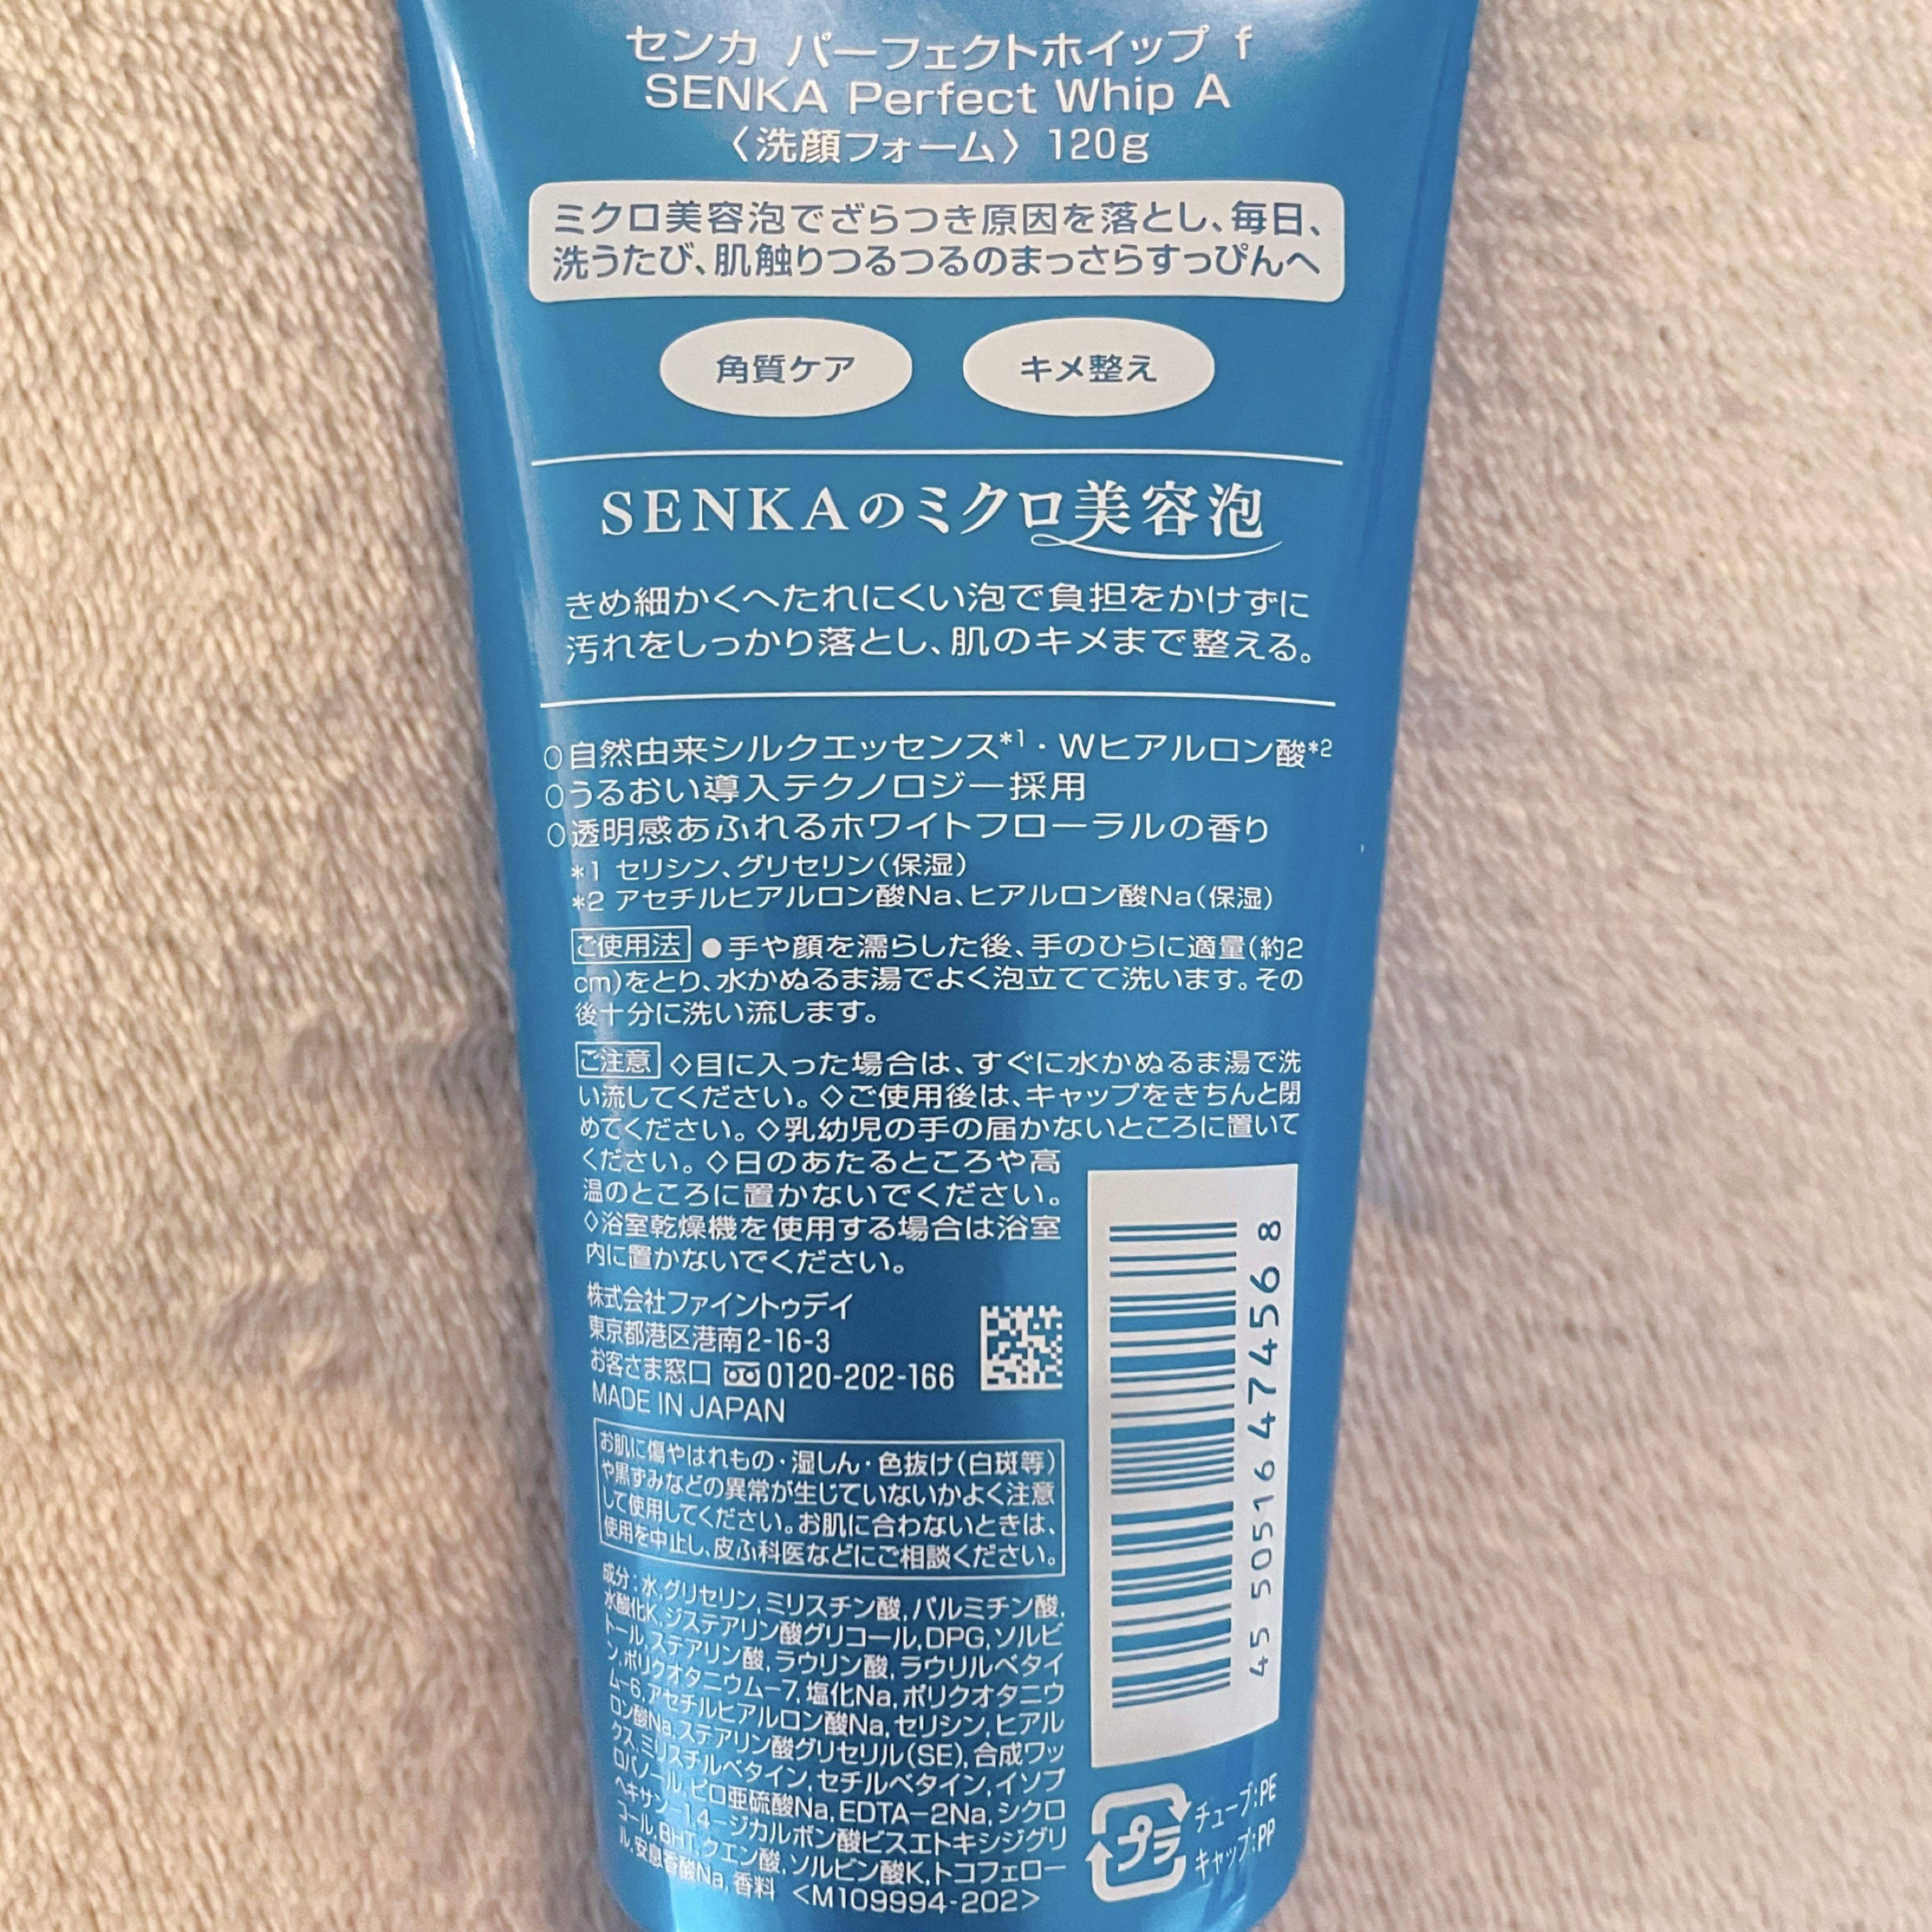 センカ パーフェクトホイップ f
SENKA Perfect Whip A
〈洗顔フォーム〉120g
ミクロ美容泡でざらつき原因を落とし、毎日、
洗うたび、肌触りつるつるのまっさらすっぴんへ
角質ケア キメ整え
SENKAのミクロ美容泡
きめ細かくへたれにくい泡で負担をかけずに
汚れをしっかり落とし、肌のキメまで整える。
自然由来シルクエッセンス*1・Wヒアルロン酸*2
うるおい導入テクノロジー採用
透明感あふれるホワイトフローラルの香り
*1 セリシン、グリセリン(保湿)
*2 アセチルヒアルロン酸Na、ヒアルロン酸Na(保湿)
ご使用法 ●手や顔を濡らした後、手のひらに適量(約2
cm)をとり、水かぬるま湯でよく泡立てて洗います。その
後十分に洗い流します。
ご注意 ◇目に入った場合は、すぐに水かぬるま湯で洗
い流してください。◇ご使用後は、キャップをきちんと閉
めてください。◇乳幼児の手の届かないところに置いて
ください。◇日のあたるところや高
温のところに置かないでください。
◇浴室乾燥機を使用する場合は浴室
内に置かないでください。
株式会社ファイントゥデイ
東京都港区港南2-16-3
お客さま窓口 0120-202-166
MADE IN JAPAN
お肌に傷やはれもの・湿しん・色抜け(白斑等)
や黒ずみなどの異常が生じていないかよく注意
して使用してください。お肌に合わないときは、
使用を中止し、皮ふ科医などにご相談ください。
成分:水,グリセリン,ミリスチン酸,パルミチン酸,
水酸化K,ジステアリン酸グリコール,DPG,ソルビ
トール,ステアリン酸,ラウリン酸,ラウリルベタイ
ン,ポリクオタニウム-7,塩化Na,ポリクオタニウ
ム-6,アセチルヒアルロン酸Na,セリシン,ヒアル
ロン酸Na,ステアリン酸グリセリル(SE),合成ワッ
クス,ミリスチルベタイン,セチルベタイン,イソプ
ロパノール,ピロ亜硫酸Na,EDTA-2Na,シクロ
ヘキサン-1,4-ジカルボン酸ビスエトキシジグリ
コール,BHT,クエン酸,ソルビン酸K,トコフェロー
ル,安息香酸Na,香料 <M109994-202>
4 550516 474568
プラ
チューブ:PE
キャップ:PP